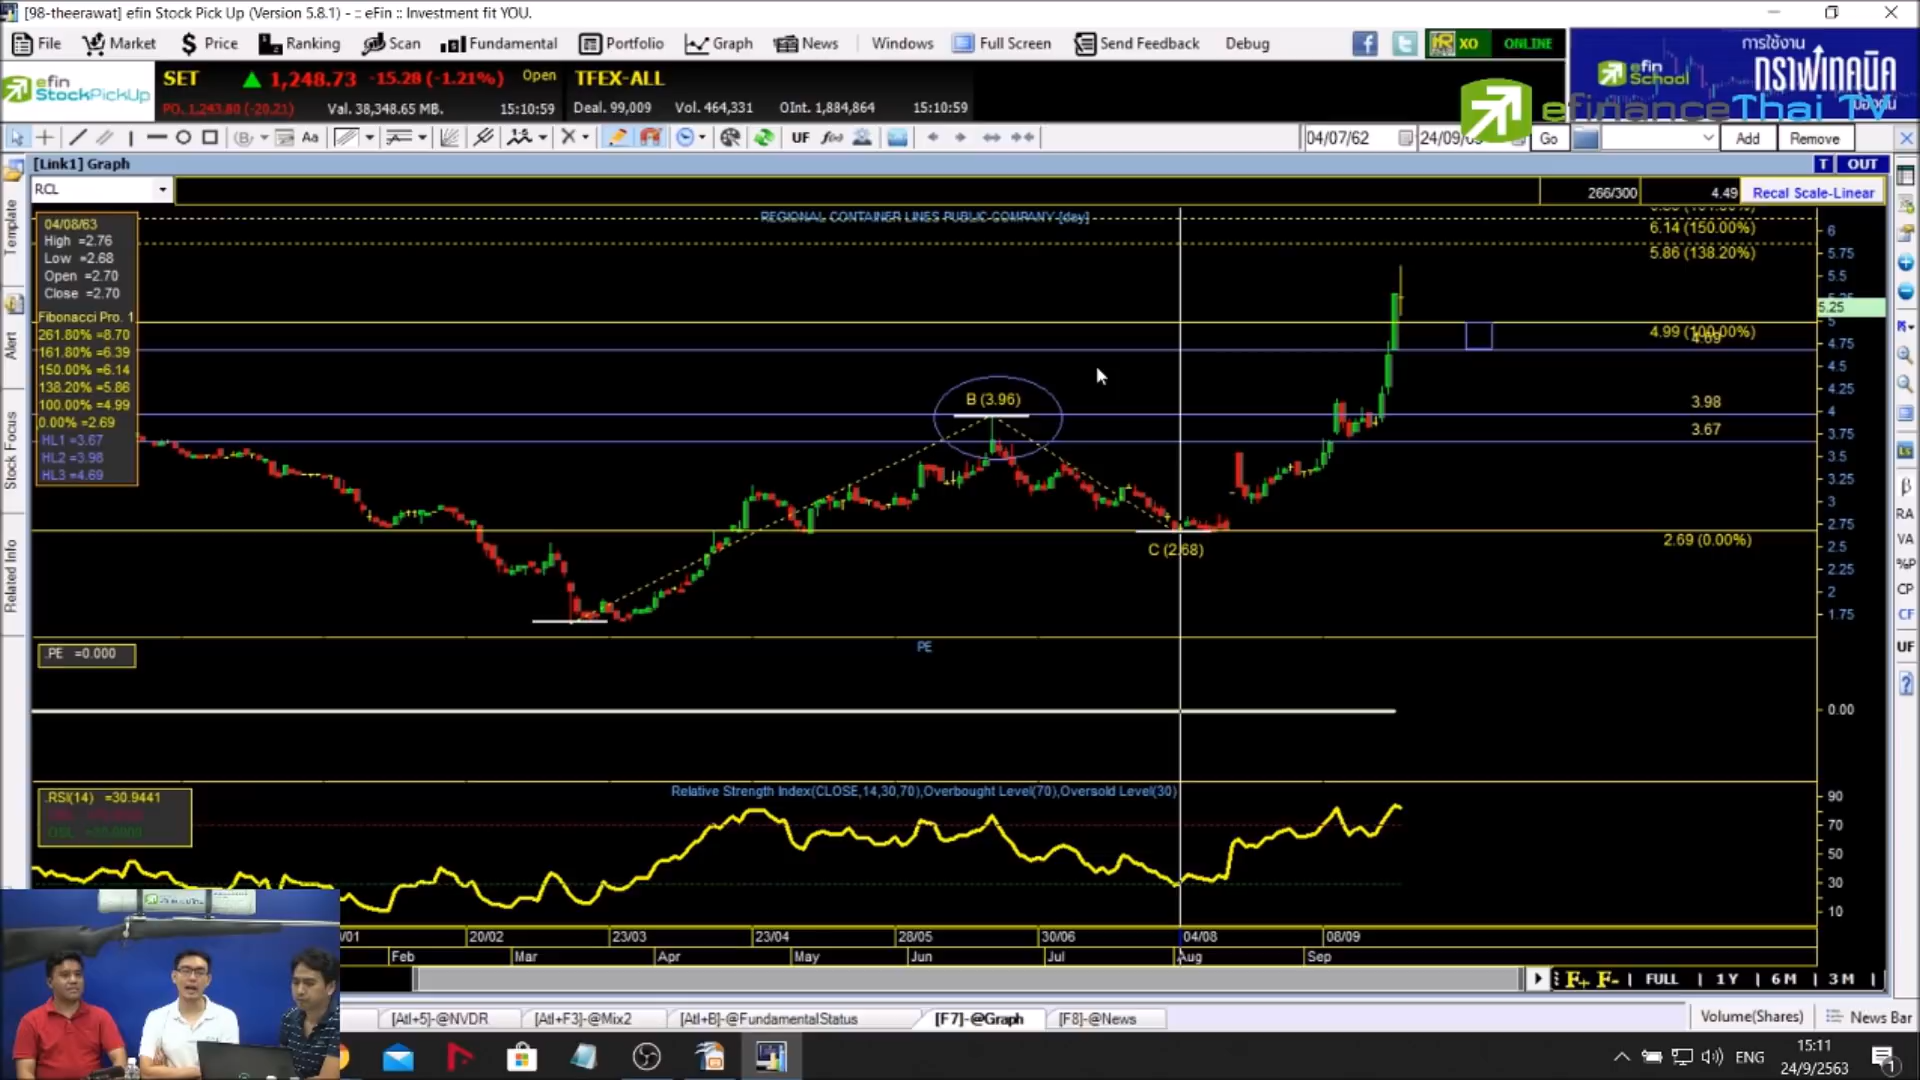 [98-theerawat] efin Stock Pick Up (Version 5.8.1) - :: eFin :: Investment fit YOU.
File Market Price Ranking Scan Fundamental Portfolio Graph News Windows Full Screen Send Feedback Debug XO ONLINE
การใช้งาน
efin School กราฟเทคนิค
efin StockPickUp SET 1,248.73 -15.28 (-1.21%) Open TFEX-ALL
efinanceThai TV
PO. 1,243.80 (-20.21) Val. 38,348.65 MB. 15:10:59 Deal. 99,009 Vol. 464,331 OInt. 1,884,864 15:10:59
Aa UF f(x) 04/07/62 Go Add Remove
[Link1] Graph T OUT
RCL 266/300 4.49 Recal Scale-Linear
REGIONAL CONTAINER LINES PUBLIC COMPANY [day]
04/08/63
High =2.76
Low =2.68
Open =2.70
Close =2.70
Fibonacci Pro. 1
261.80% =8.70
161.80% =6.39
150.00% =6.14
138.20% =5.86
100.00% =4.99
0.00% =2.69
HL1 =3.67
HL2 =3.98
HL3 =4.69
6.14 (150.00%)
5.86 (138.20%)
4.99 (100.00%)
4.69
3.98
3.67
2.69 (0.00%)
B (3.96)
C (2.68)
6
5.75
5.5
5.25
5
4.75
4.5
4.25
4
3.75
3.5
3.25
3
2.75
2.5
2.25
2
1.75
Template
Alert
Stock Focus
Related Info
β
RA
VA
%P
CP
CF
UF
?
.PE =0.000
PE
0.00
.RSI(14) =30.9441
Relative Strength Index(CLOSE,14,30,70),Overbought Level(70),Oversold Level(30)
90
70
50
30
10
/01 20/02 23/03 23/04 28/05 30/06 04/08 08/09
Feb Mar Apr May Jun Jul Aug Sep
F+ F- FULL 1Y 6M 3M
[Atl+5]-@NVDR [Atl+F3]-@Mix2 [Atl+B]-@FundamentalStatus [F7]-@Graph [F8]-@News Volume(Shares) News Bar
ENG 15:11
24/9/2563
1